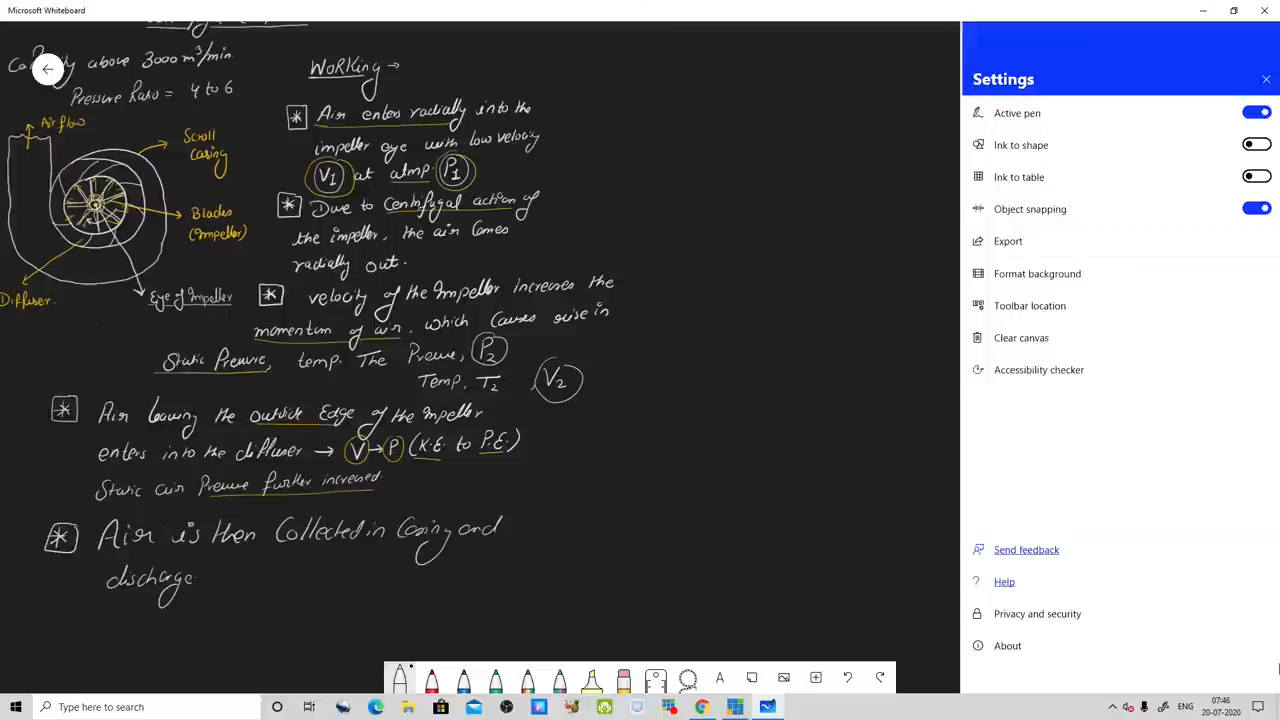 Microsoft Whiteboard
above 3000 m³/min
Pressure Ratio = 4 to 6
Air flow
Scroll
Casing
Blades
(impeller)
Eye of Impeller
Diffuser.
Working →
* Air enters radially into the
impeller eye with low velocity
V1 at atmp. P1
* Due to Centrifugal action of
the impeller, the air comes
radially out.
* velocity of the impeller increases the
momentum of air, which causes rise in
Static Pressure, temp. The Pressure, P2
Temp, T2, V2
* Air leaving the outside Edge of the impeller
enters into the diffuser → V → P (K.E. to P.E.)
Static air Pressure further increased.
* Air is then Collected in Casing and
discharge
Settings
Active pen
Ink to shape
Ink to table
Object snapping
Export
Format background
Toolbar location
Clear canvas
Accessibility checker
Send feedback
Help
Privacy and security
About
Type here to search
ENG
07:46
20-07-2020